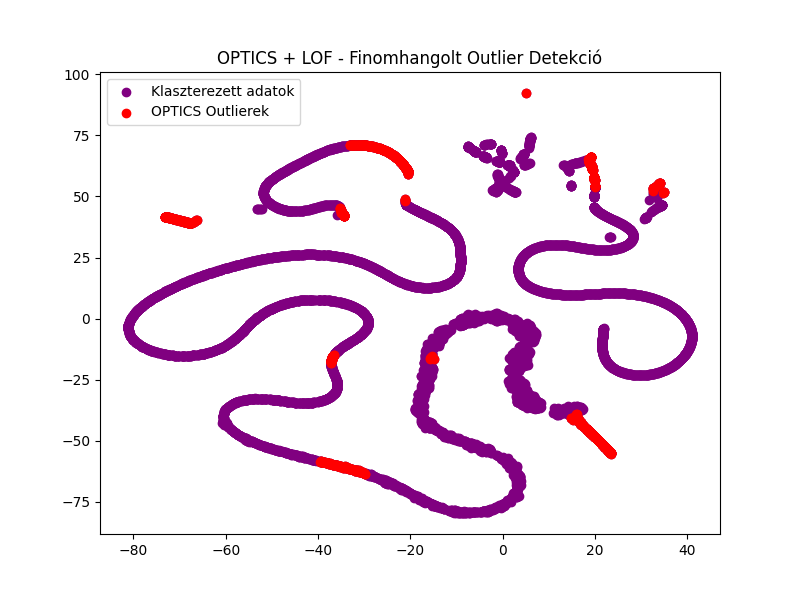 OPTICS + LOF - Finomhangolt Outlier Detekció
Klaszterezett adatok
OPTICS Outlierek
100
75
50
25
0
−25
−50
−75
−80 −60 −40 −20 0 20 40